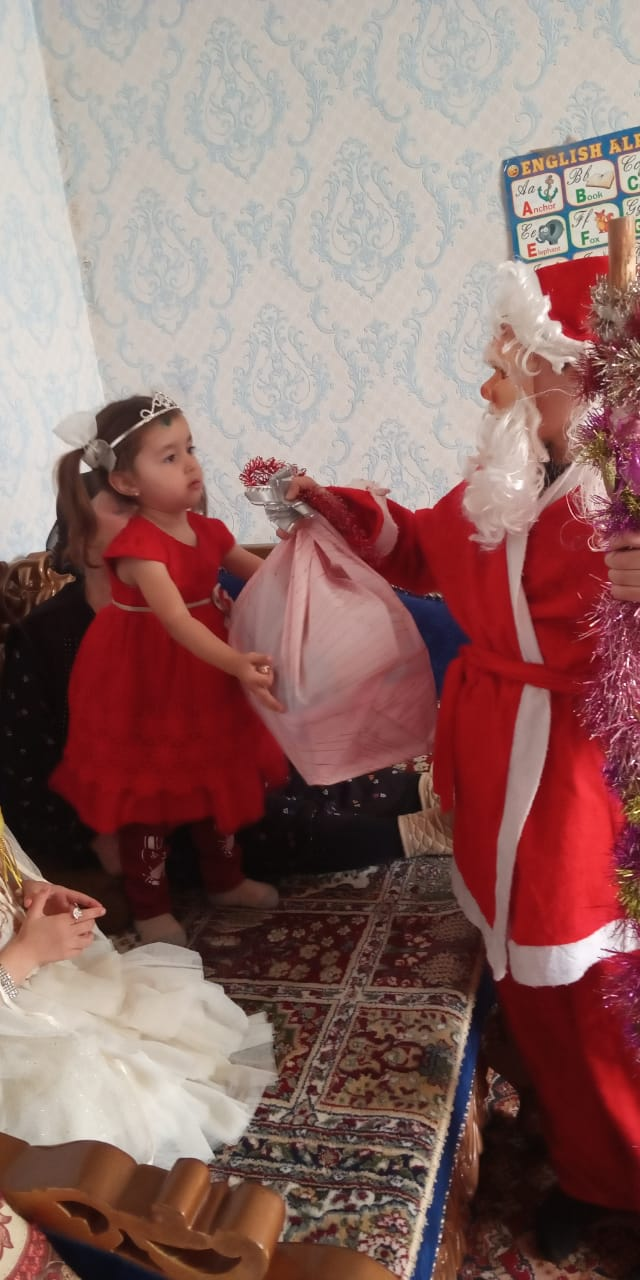 ENGLISH AL
Aa Bb Cc
Anchor Book C
Ee Ff G
Elephant Fox